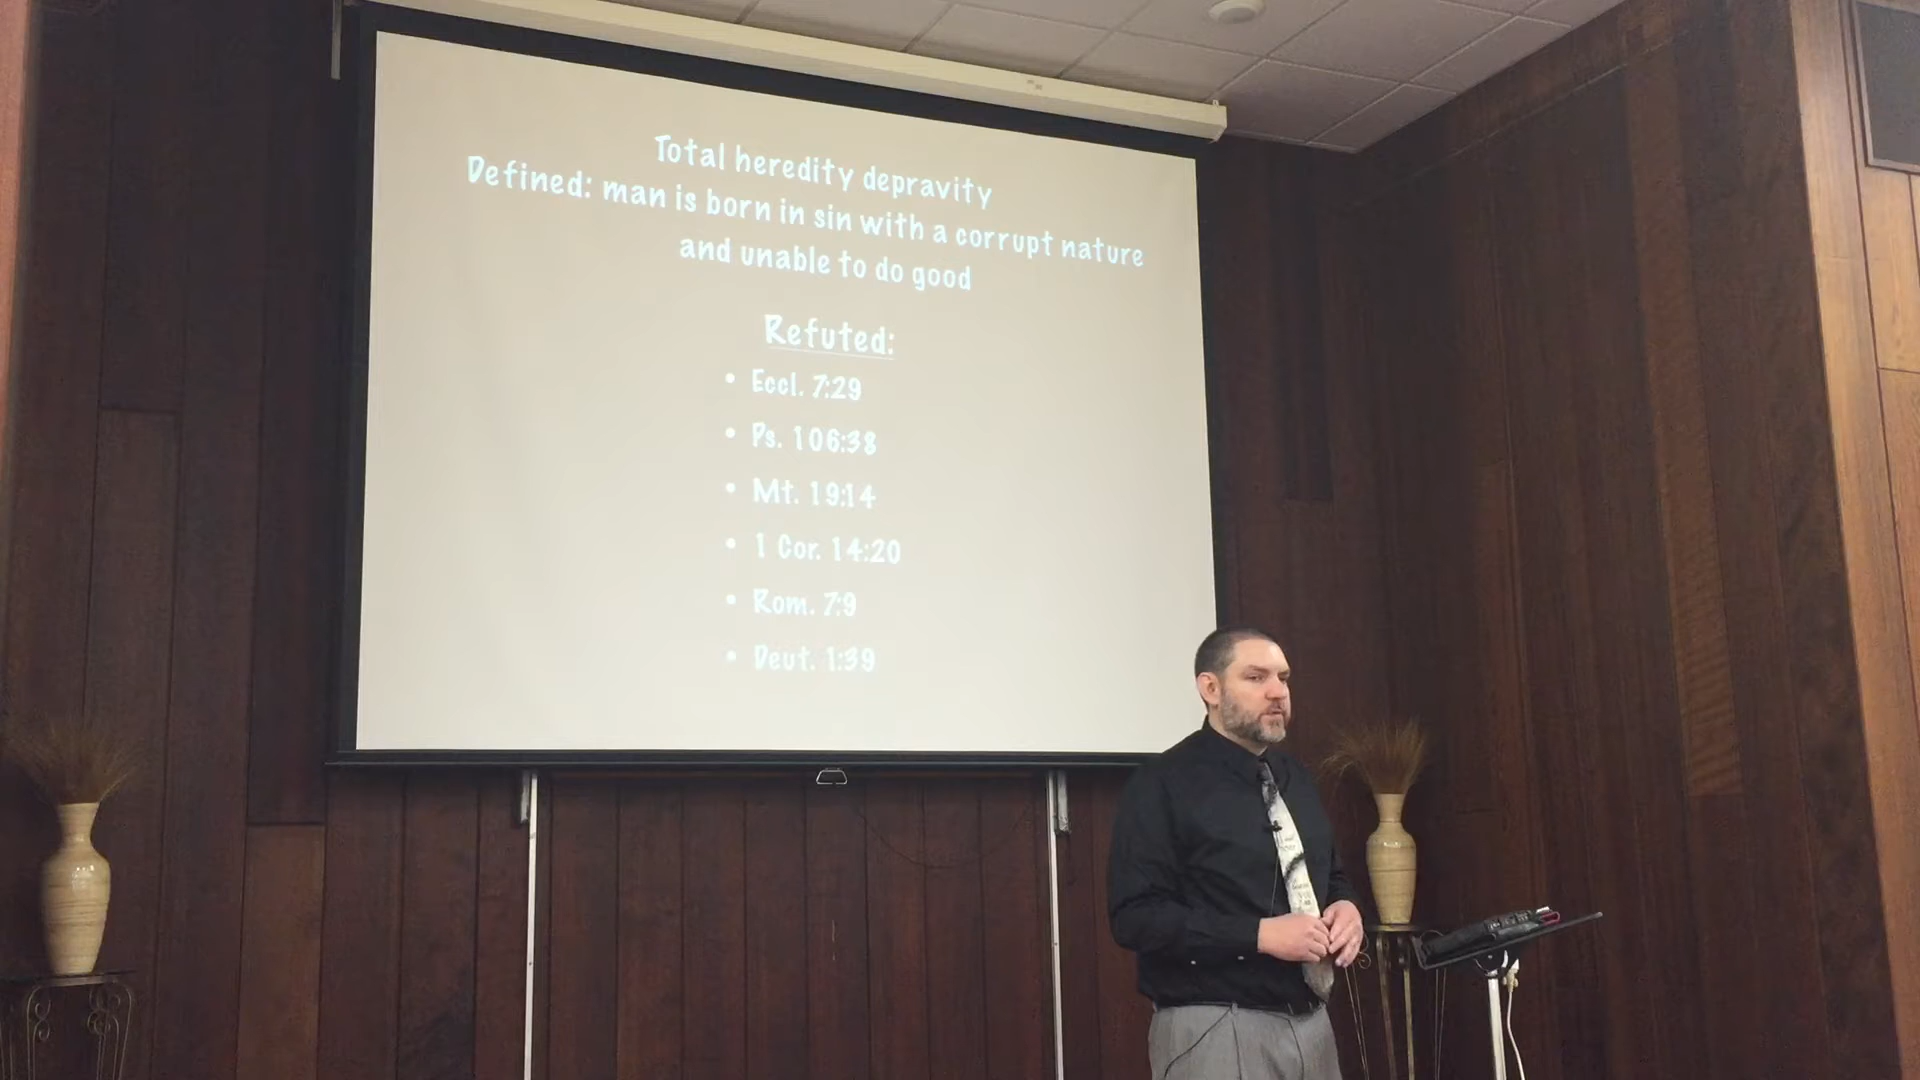 Total heredity depravity
Defined: man is born in sin with a corrupt nature
and unable to do good
Refuted:
• Eccl. 7:29
• Ps. 106:38
• Mt. 19:14
• 1 Cor. 14:20
• Rom. 7:9
• Deut. 1:39